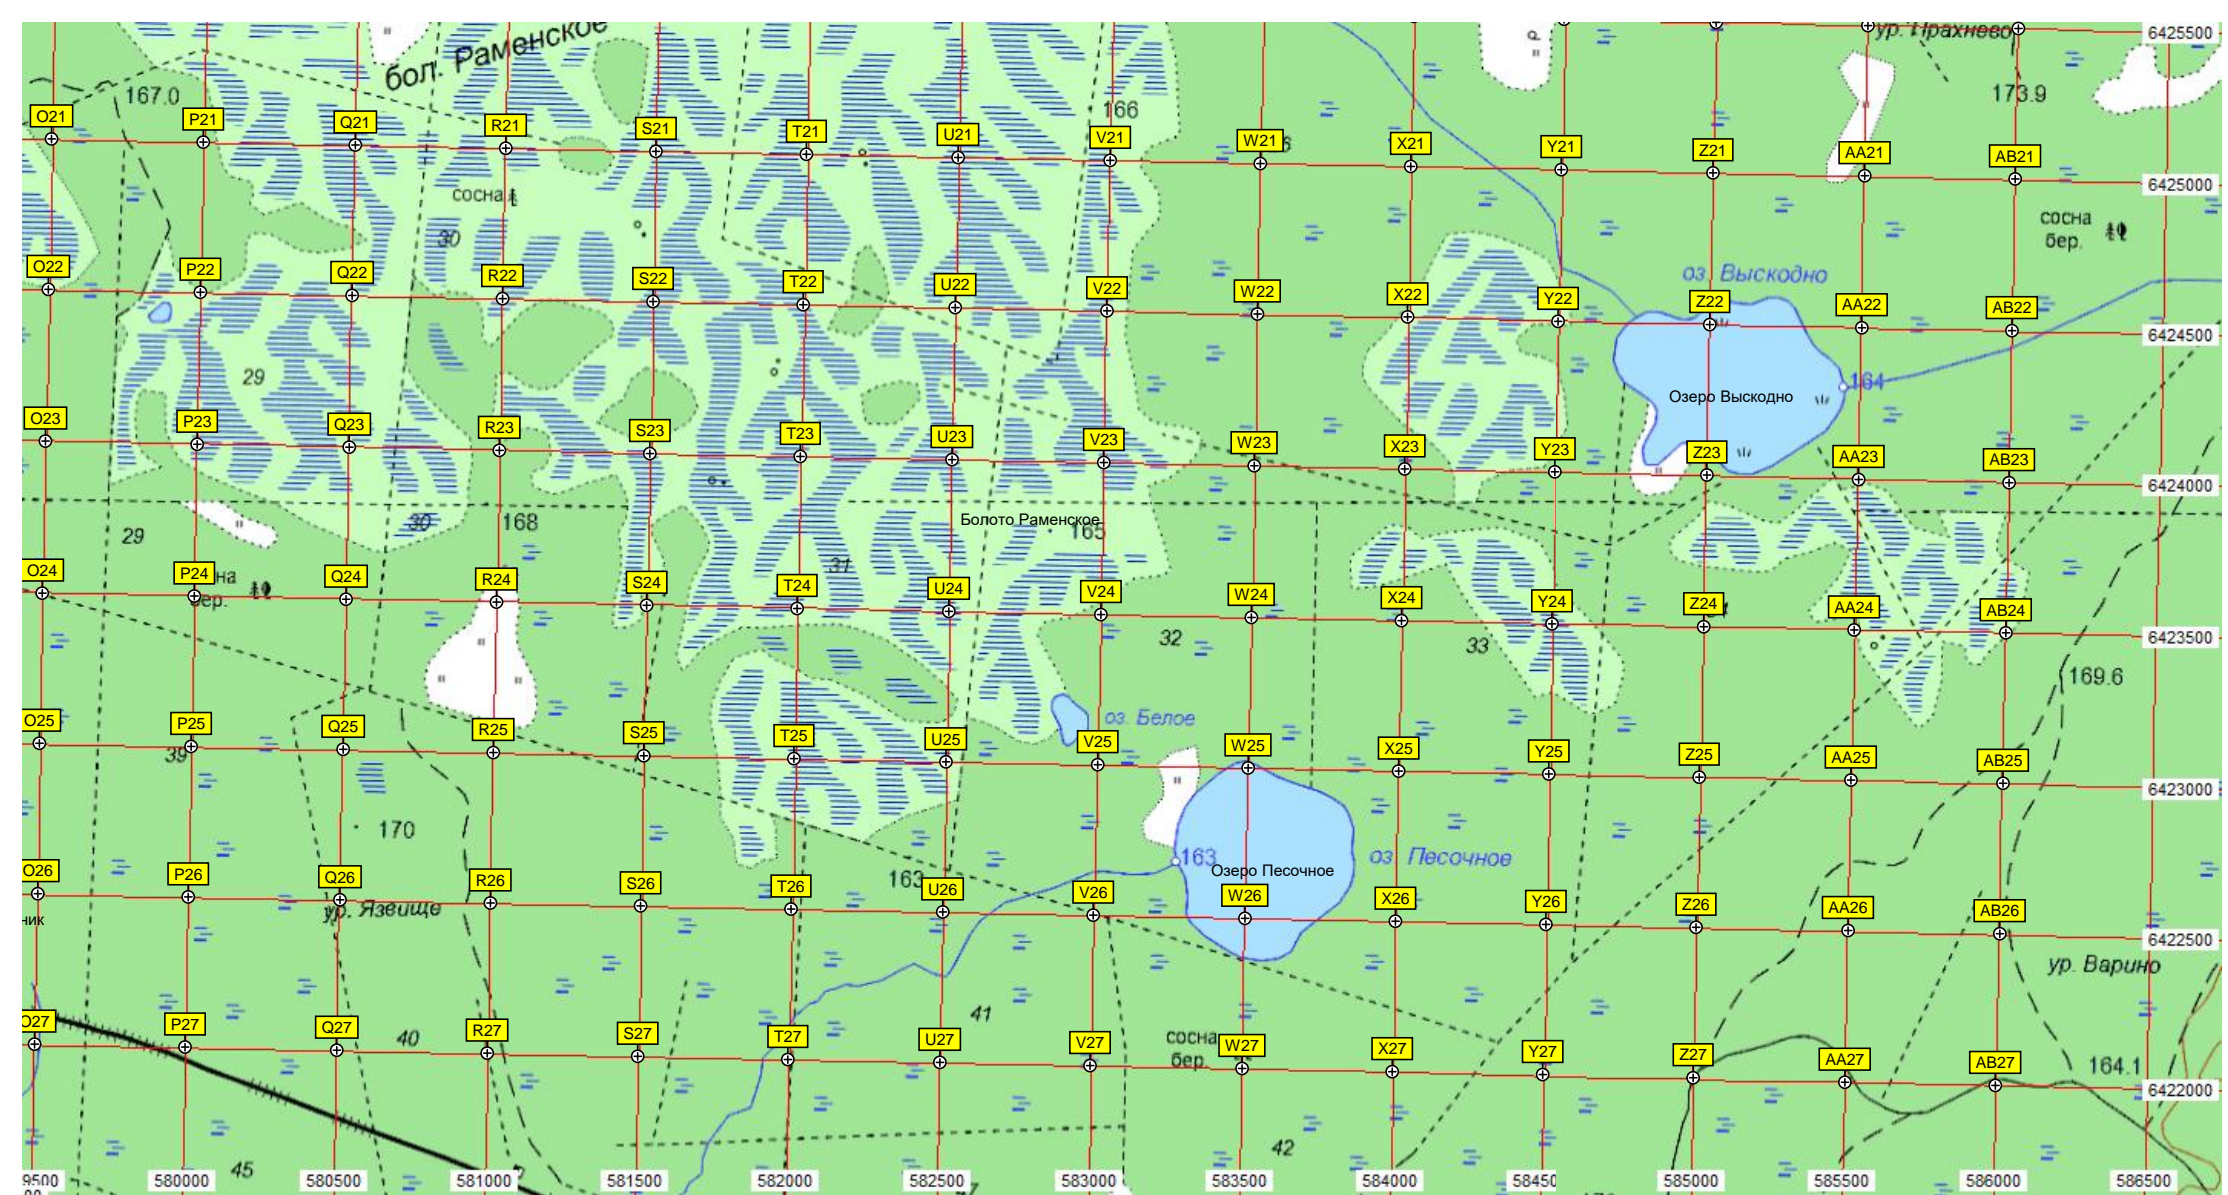 бол. Раменское
ур. Прахнево
6425500
167.0
166
173.9
O21 P21 Q21 R21 S21 T21 U21 V21 W21 X21 Y21 Z21 AA21 AB21
6425000
сосна
сосна
бер.
30
оз. Выскодно
O22 P22 Q22 R22 S22 T22 U22 V22 W22 X22 Y22 Z22 AA22 AB22
6424500
29
164
Озеро Выскодно
O23 P23 Q23 R23 S23 T23 U23 V23 W23 X23 Y23 Z23 AA23 AB23
6424000
29
30
168
Болото Раменское
165
31
O24 P24 Q24 R24 S24 T24 U24 V24 W24 X24 Y24 Z24 AA24 AB24
на
бер.
6423500
32
33
169.6
оз. Белое
O25 P25 Q25 R25 S25 T25 U25 V25 W25 X25 Y25 Z25 AA25 AB25
39
6423000
170
163
оз. Песочное
Озеро Песочное
163
O26 P26 Q26 R26 S26 T26 U26 V26 W26 X26 Y26 Z26 AA26 AB26
ур. Язвище
ник
6422500
ур. Варино
41
O27 P27 Q27 R27 S27 T27 U27 V27 W27 X27 Y27 Z27 AA27 AB27
40
сосна
бер.
164.1
6422000
45
42
9500 580000 580500 581000 581500 582000 582500 583000 583500 584000 58450 585000 585500 586000 586500